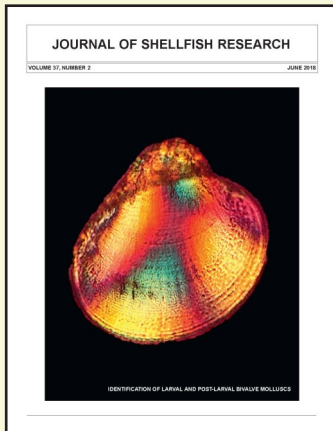 JOURNAL OF SHELLFISH RESEARCH
VOLUME 37, NUMBER 2 JUNE 2018
IDENTIFICATION OF LARVAL AND POST-LARVAL BIVALVE MOLLUSCS